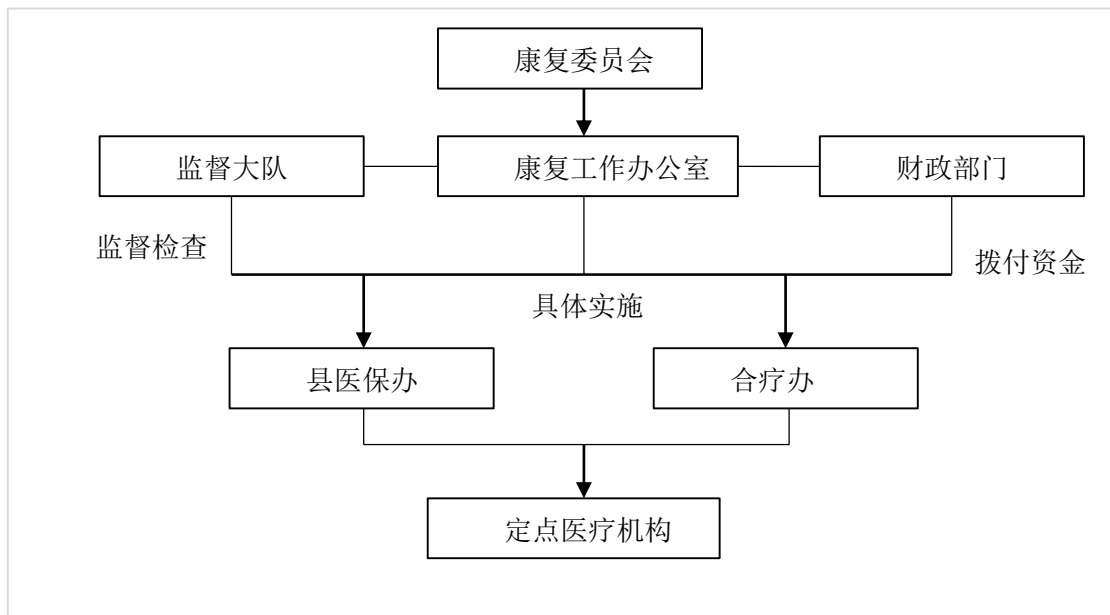 康复委员会
监督大队
康复工作办公室
财政部门
监督检查
拨付资金
具体实施
县医保办
合疗办
定点医疗机构